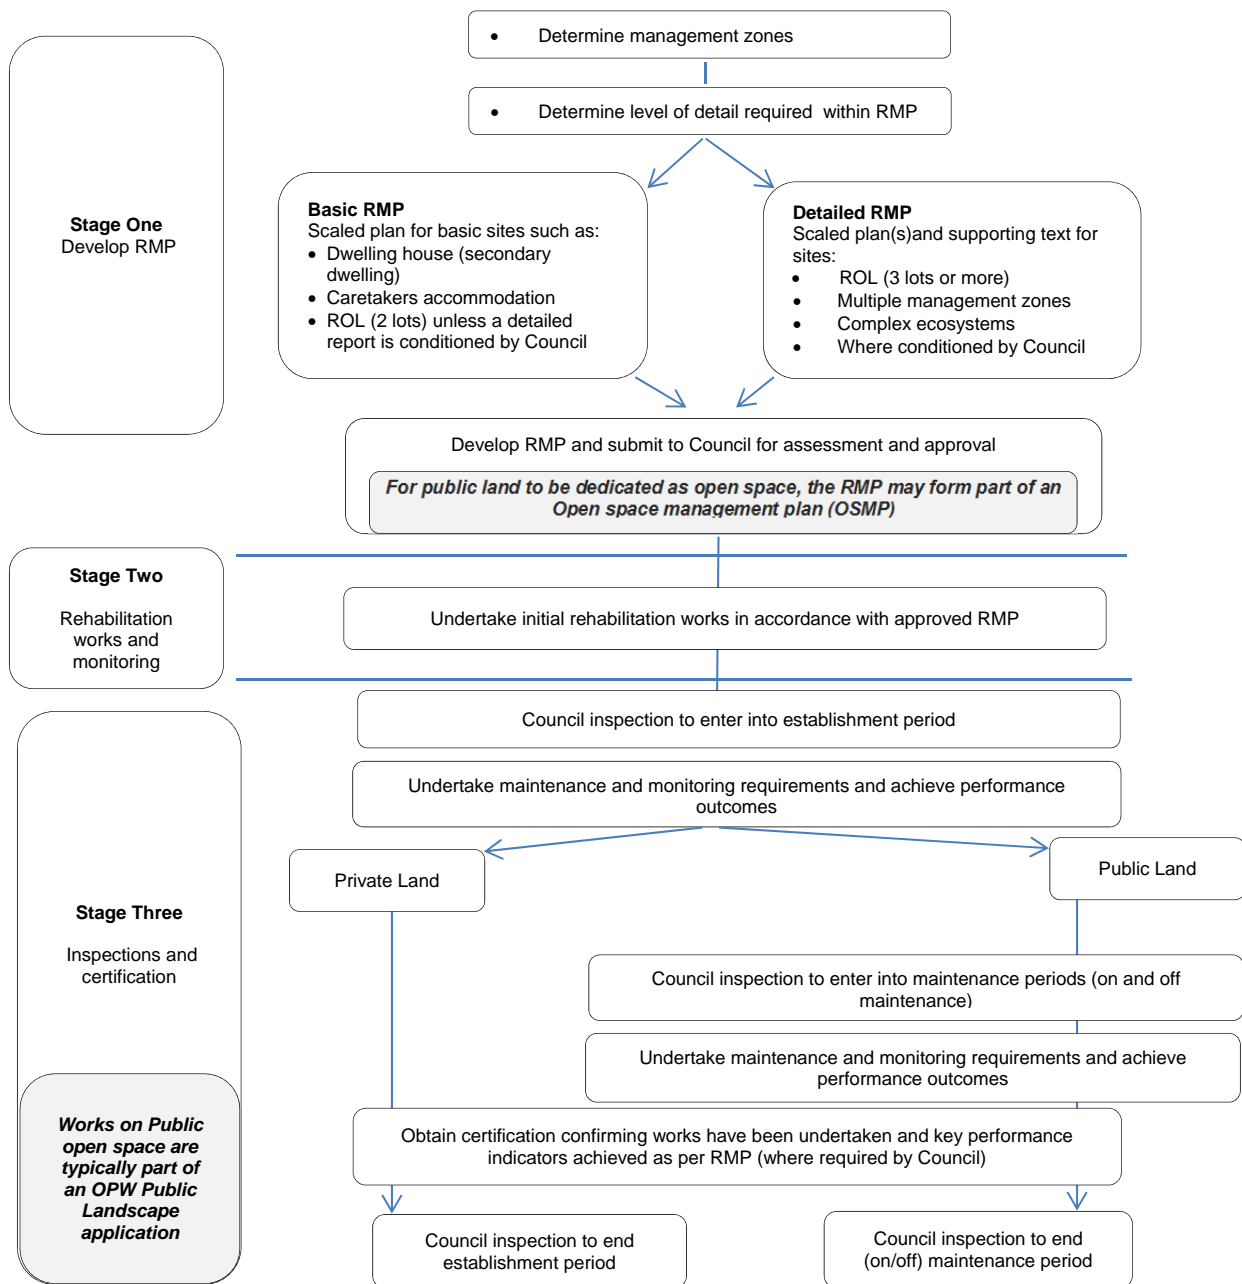 • Determine management zones
• Determine level of detail required within RMP
Stage One
Develop RMP
Basic RMP
Scaled plan for basic sites such as:
• Dwelling house (secondary
dwelling)
• Caretakers accommodation
• ROL (2 lots) unless a detailed
report is conditioned by Council
Detailed RMP
Scaled plan(s)and supporting text for
sites:
• ROL (3 lots or more)
• Multiple management zones
• Complex ecosystems
• Where conditioned by Council
Develop RMP and submit to Council for assessment and approval
For public land to be dedicated as open space, the RMP may form part of an
Open space management plan (OSMP)
Stage Two
Rehabilitation
works and
monitoring
Undertake initial rehabilitation works in accordance with approved RMP
Council inspection to enter into establishment period
Undertake maintenance and monitoring requirements and achieve performance
outcomes
Private Land
Public Land
Stage Three
Inspections and
certification
Council inspection to enter into maintenance periods (on and off
maintenance)
Undertake maintenance and monitoring requirements and achieve
performance outcomes
Works on Public
open space are
typically part of
an OPW Public
Landscape
application
Obtain certification confirming works have been undertaken and key performance
indicators achieved as per RMP (where required by Council)
Council inspection to end
establishment period
Council inspection to end
(on/off) maintenance period